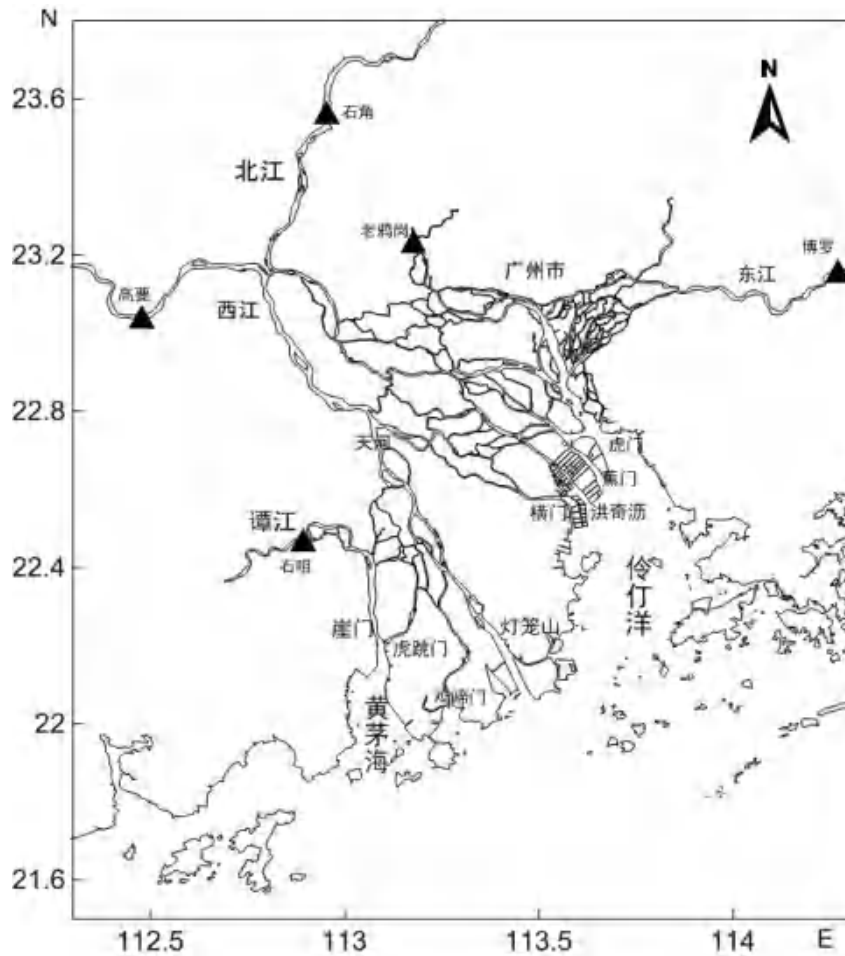 N
23.6
23.2
22.8
22.4
22
21.6
112.5
113
113.5
114
E
N
石角
北江
老鸦岗
广州市
博罗
东江
高要
西江
天河
虎门
蕉门
横门
洪奇沥
谭江
石咀
伶仃洋
崖门
灯笼山
虎跳门
鸡啼门
黄茅海